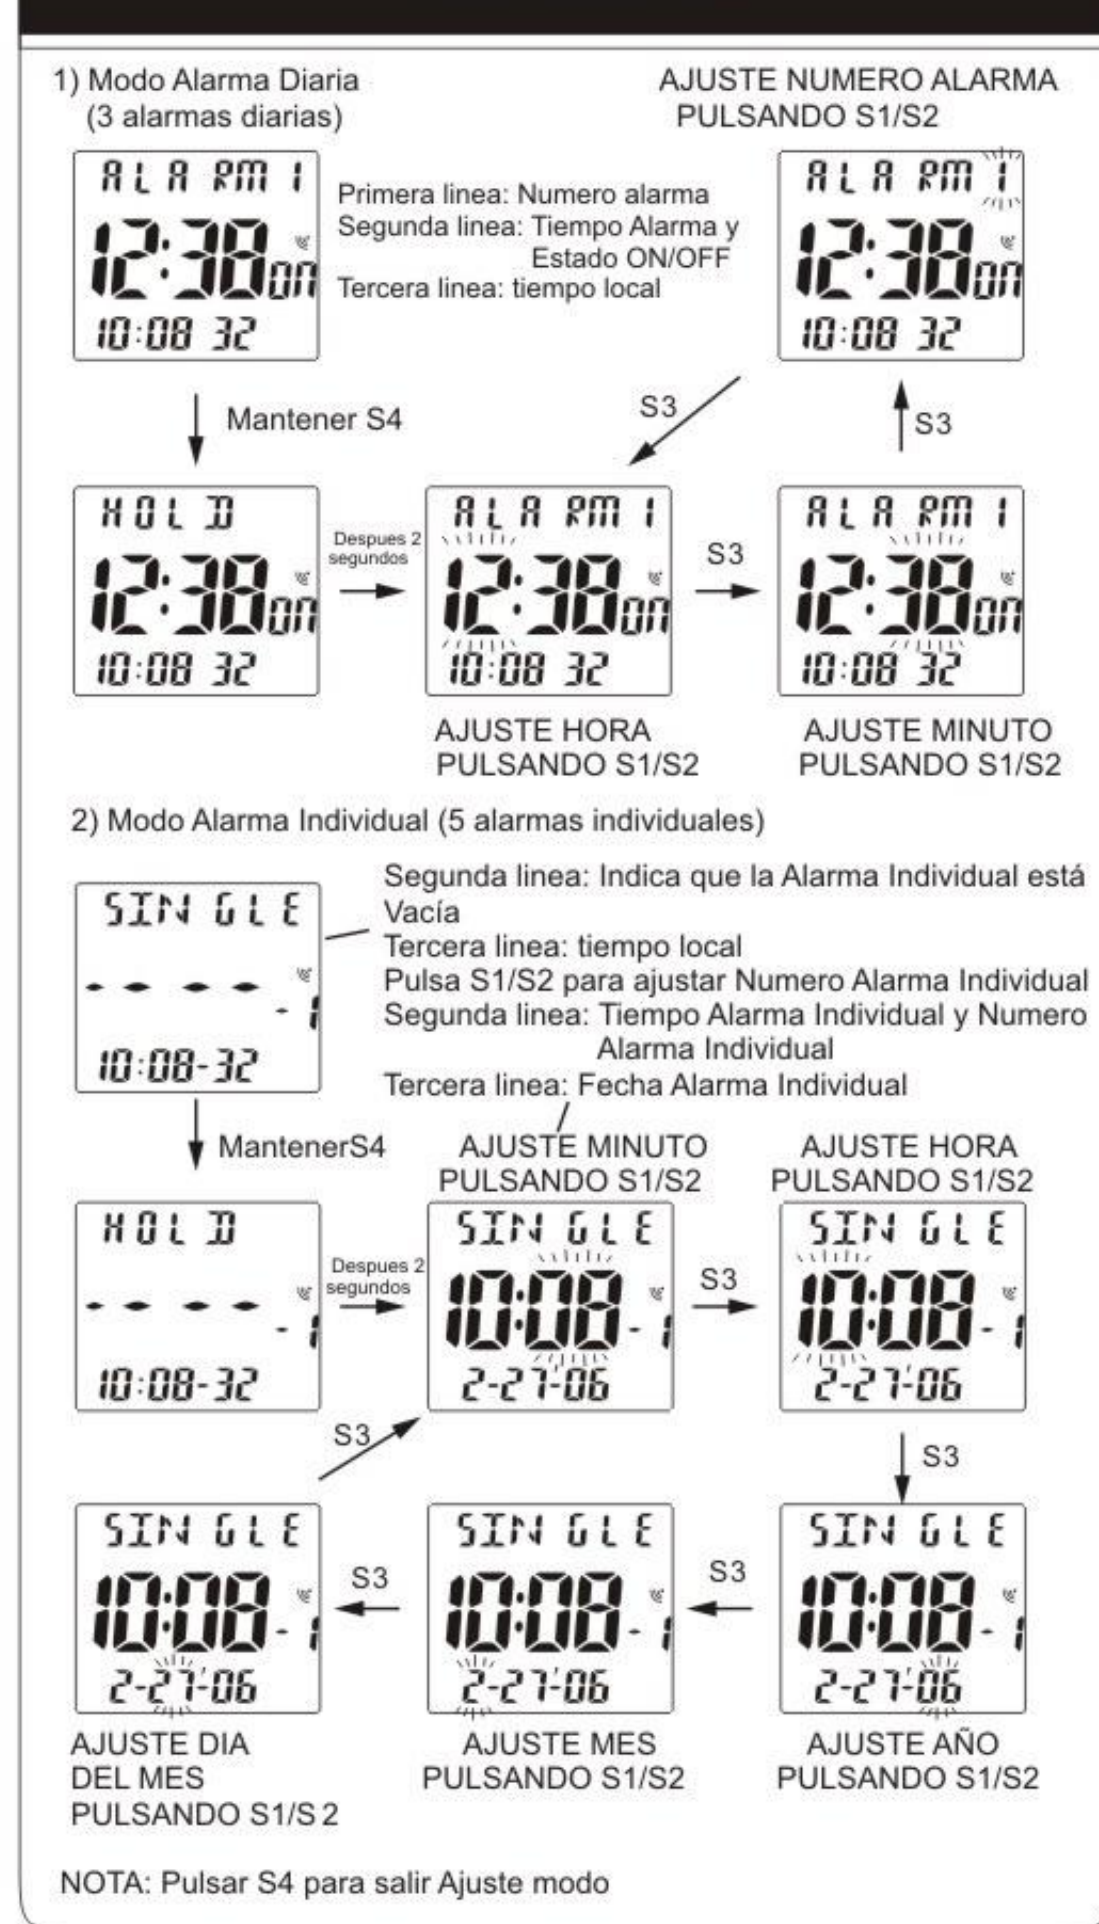 1) Modo Alarma Diaria
(3 alarmas diarias)
AJUSTE NUMERO ALARMA
PULSANDO S1/S2
ALARM 1
12:38 on
10:08 32
Primera linea: Numero alarma
Segunda linea: Tiempo Alarma y
Estado ON/OFF
Tercera linea: tiempo local
ALARM 1
12:38 on
10:08 32
Mantener S4
S3
S3
HOLD
12:38 on
10:08 32
Despues 2
segundos
ALARM 1
12:38 on
10:08 32
S3
ALARM 1
12:38 on
10:08 32
AJUSTE HORA
PULSANDO S1/S2
AJUSTE MINUTO
PULSANDO S1/S2
2) Modo Alarma Individual (5 alarmas individuales)
SINGLE
-- -- -1
10:08-32
Segunda linea: Indica que la Alarma Individual está
Vacía
Tercera linea: tiempo local
Pulsa S1/S2 para ajustar Numero Alarma Individual
Segunda linea: Tiempo Alarma Individual y Numero
Alarma Individual
Tercera linea: Fecha Alarma Individual
MantenerS4
AJUSTE MINUTO
PULSANDO S1/S2
AJUSTE HORA
PULSANDO S1/S2
HOLD
-- -- -1
10:08-32
Despues 2
segundos
SINGLE
10:08-1
2-27'-06
S3
SINGLE
10:08-1
2-27'-06
S3
S3
SINGLE
10:08-1
2-27'-06
S3
SINGLE
10:08-1
2-27'-06
S3
SINGLE
10:08-1
2-27'-06
AJUSTE DIA
DEL MES
PULSANDO S1/S 2
AJUSTE MES
PULSANDO S1/S2
AJUSTE AÑO
PULSANDO S1/S2
NOTA: Pulsar S4 para salir Ajuste modo